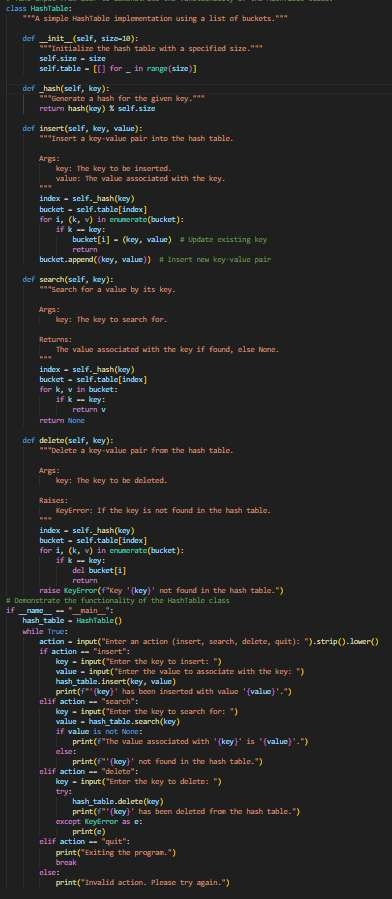 class HashTable:
    """A simple HashTable implementation using a list of buckets."""
    def __init__(self, size=10):
        """Initialize the hash table with a specified size."""
        self.size = size
        self.table = [[] for _ in range(size)]
    def _hash(self, key):
        """Generate a hash for the given key."""
        return hash(key) % self.size
    def insert(self, key, value):
        """Insert a key-value pair into the hash table.
        Args:
            key: The key to be inserted.
            value: The value associated with the key.
        """
        index = self._hash(key)
        bucket = self.table[index]
        for i, (k, v) in enumerate(bucket):
            if k == key:
                bucket[i] = (key, value)  # Update existing key
                return
        bucket.append((key, value))  # Insert new key-value pair
    def search(self, key):
        """Search for a value by its key.
        Args:
            key: The key to search for.
        Returns:
            The value associated with the key if found, else None.
        """
        index = self._hash(key)
        bucket = self.table[index]
        for k, v in bucket:
            if k == key:
                return v
        return None
    def delete(self, key):
        """Delete a key-value pair from the hash table.
        Args:
            key: The key to be deleted.
        Raises:
            KeyError: If the key is not found in the hash table.
        """
        index = self._hash(key)
        bucket = self.table[index]
        for i, (k, v) in enumerate(bucket):
            if k == key:
                del bucket[i]
                return
        raise KeyError(f"Key '{key}' not found in the hash table.")
# Demonstrate the functionality of the HashTable class
if __name__ == "__main__":
    hash_table = HashTable()
    while True:
        action = input("Enter an action (insert, search, delete, quit): ").strip().lower()
        if action == "insert":
            key = input("Enter the key to insert: ")
            value = input("Enter the value to associate with the key: ")
            hash_table.insert(key, value)
            print(f"'{key}' has been inserted with value '{value}'.")
        elif action == "search":
            key = input("Enter the key to search for: ")
            value = hash_table.search(key)
            if value is not None:
                print(f"The value associated with '{key}' is '{value}'.")
            else:
                print(f"'{key}' not found in the hash table.")
        elif action == "delete":
            key = input("Enter the key to delete: ")
            try:
                hash_table.delete(key)
                print(f"'{key}' has been deleted from the hash table.")
            except KeyError as e:
                print(e)
        elif action == "quit":
            print("Exiting the program.")
            break
        else:
            print("Invalid action. Please try again.")